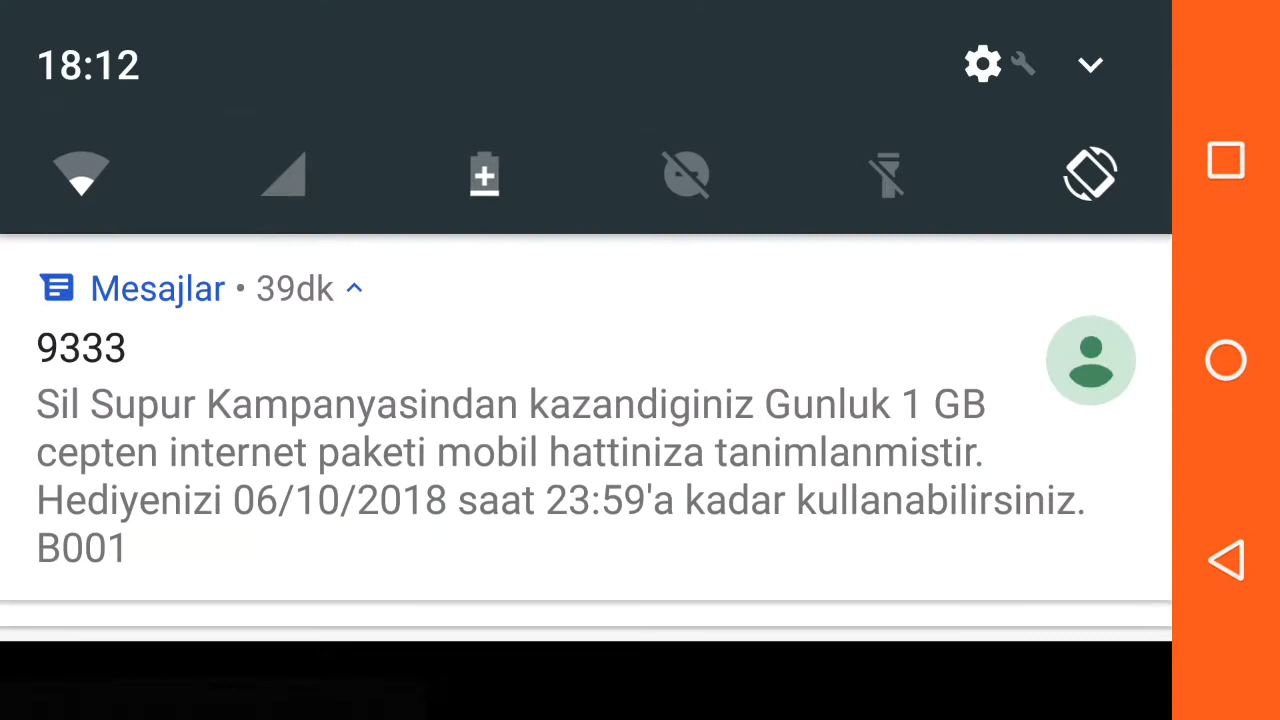 18:12
Mesajlar • 39dk
9333
Sil Supur Kampanyasindan kazandiginiz Gunluk 1 GB
cepten internet paketi mobil hattiniza tanimlanmistir.
Hediyenizi 06/10/2018 saat 23:59'a kadar kullanabilirsiniz.
B001